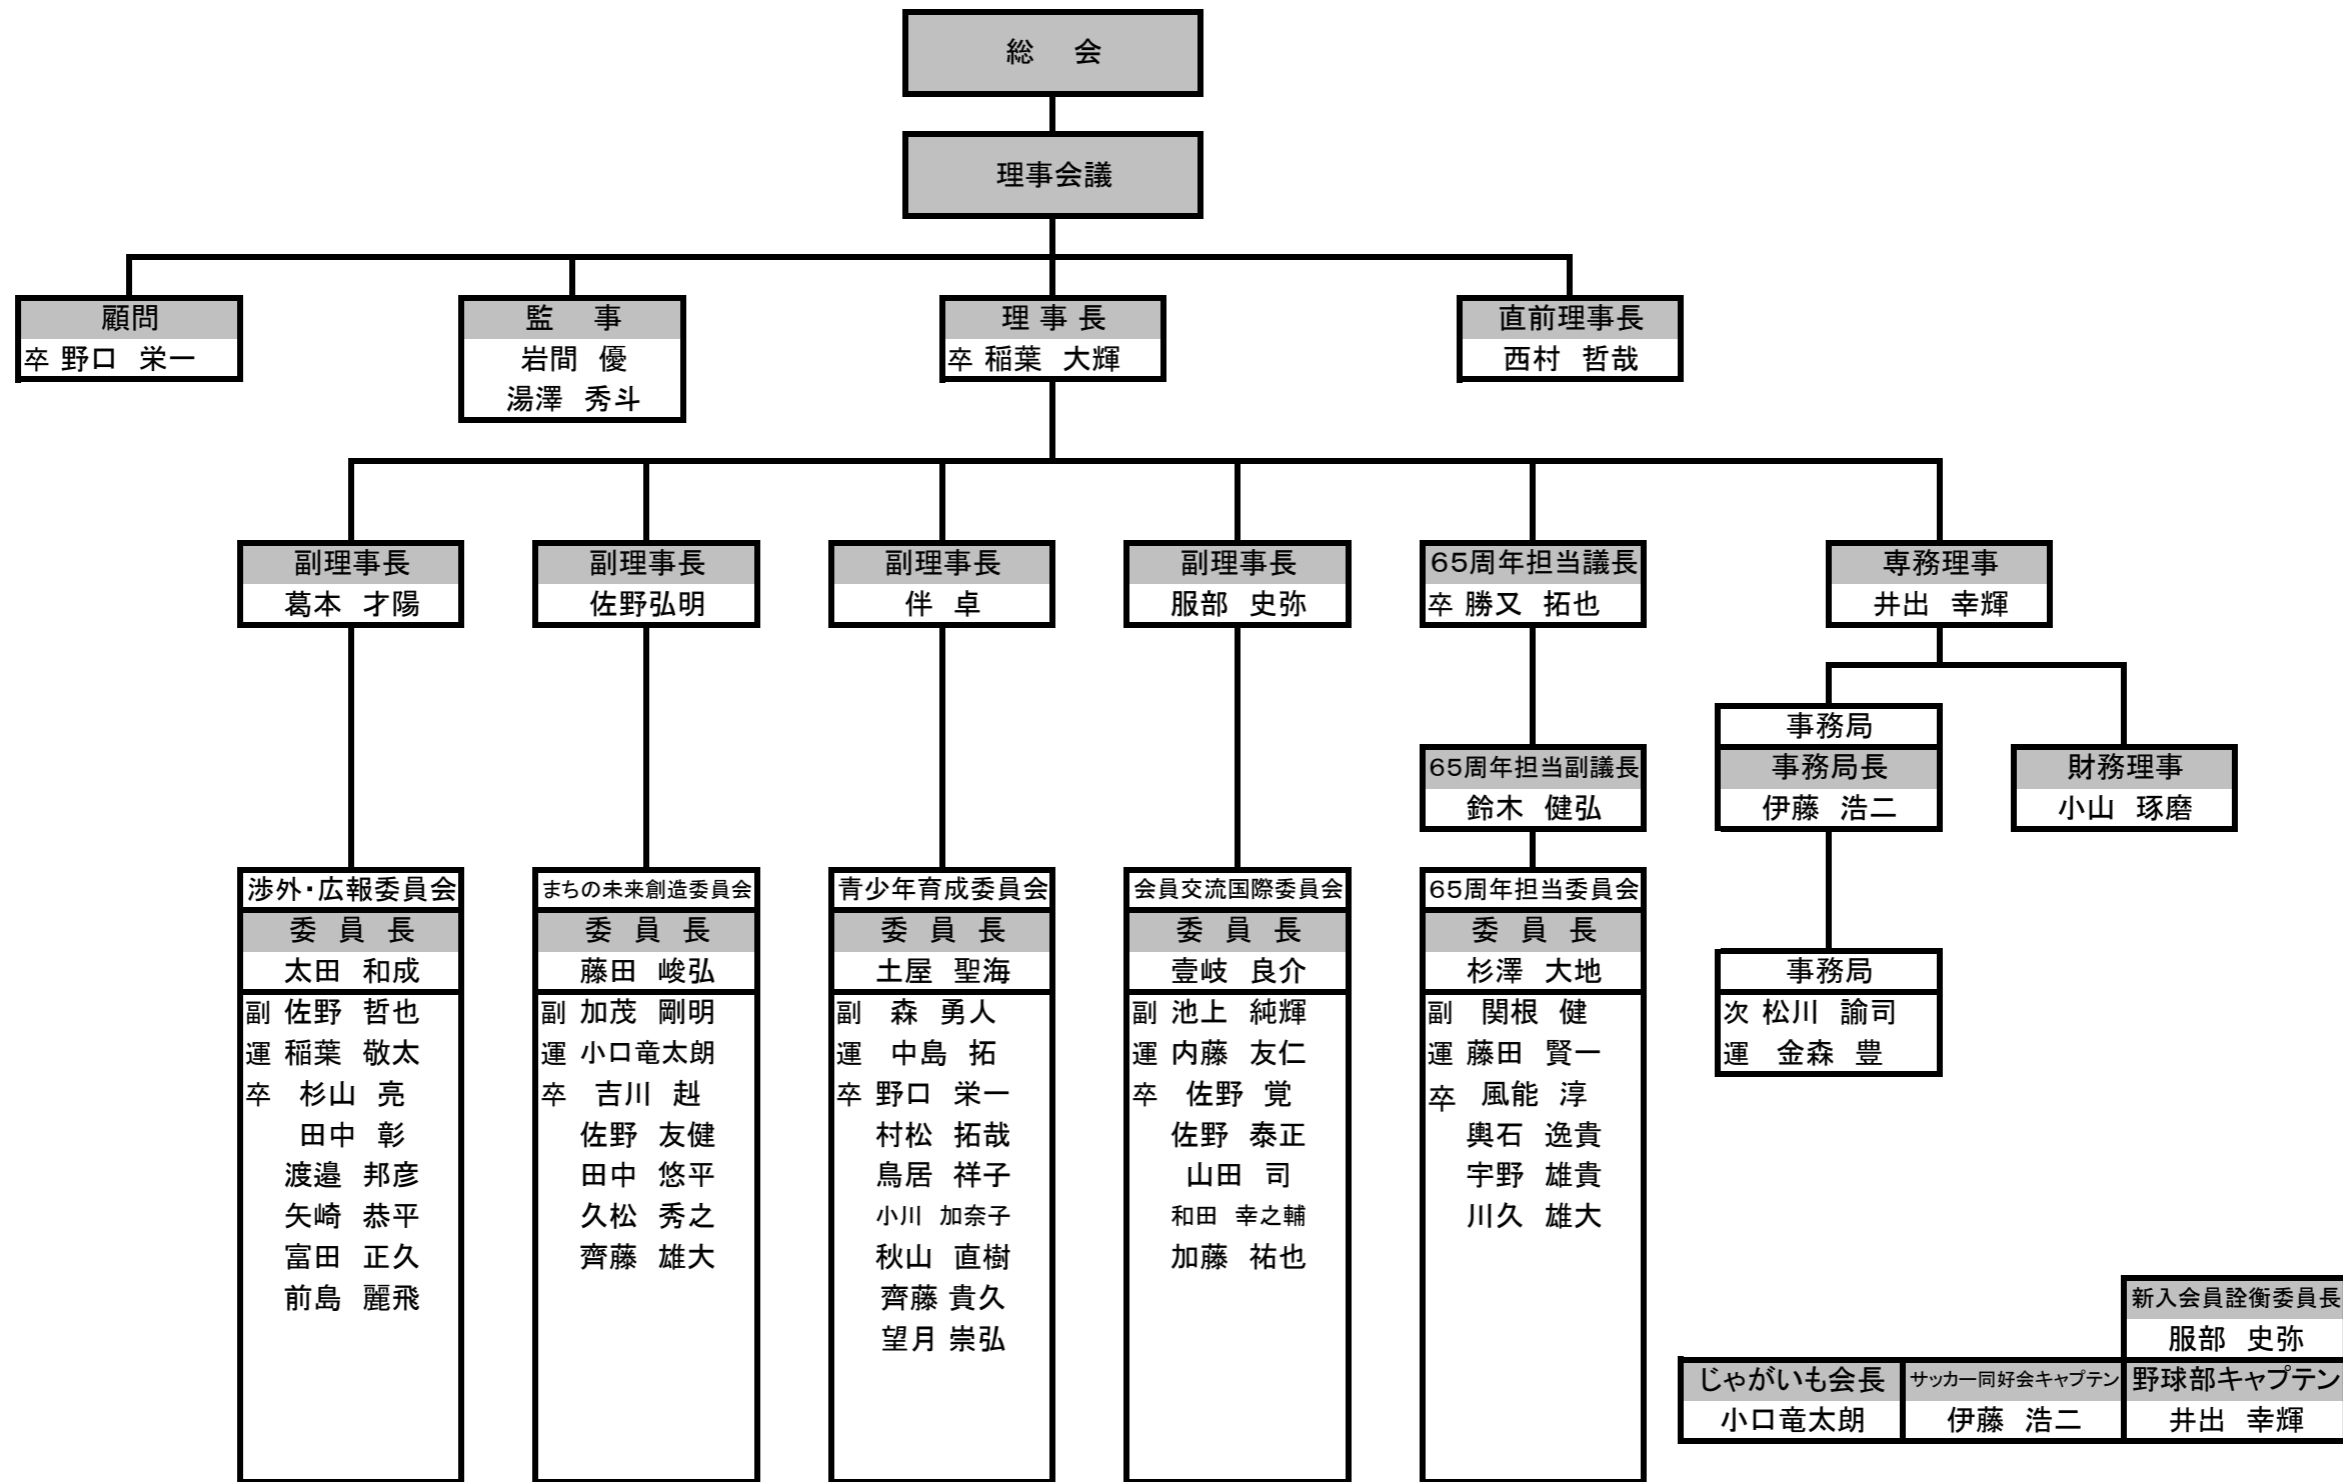 総 会
理事会議
顧問
卒 野口 栄一
監 事
岩間 優
湯澤 秀斗
理 事 長
卒 稲葉 大輝
直前理事長
西村 哲哉
副理事長
葛本 才陽
副理事長
佐野弘明
副理事長
伴 卓
副理事長
服部 史弥
65周年担当議長
卒 勝又 拓也
専務理事
井出 幸輝
65周年担当副議長
鈴木 健弘
事務局
事務局長
伊藤 浩二
財務理事
小山 琢磨
渉外・広報委員会
委 員 長
太田 和成
副 佐野 哲也
運 稲葉 敬太
卒 杉山 亮
田中 彰
渡邉 邦彦
矢崎 恭平
富田 正久
前島 麗飛
まちの未来創造委員会
委 員 長
藤田 峻弘
副 加茂 剛明
運 小口竜太朗
卒 吉川 赳
佐野 友健
田中 悠平
久松 秀之
齊藤 雄大
青少年育成委員会
委 員 長
土屋 聖海
副 森 勇人
運 中島 拓
卒 野口 栄一
村松 拓哉
鳥居 祥子
小川 加奈子
秋山 直樹
齊藤 貴久
望月 崇弘
会員交流国際委員会
委 員 長
壹岐 良介
副 池上 純輝
運 内藤 友仁
卒 佐野 覚
佐野 泰正
山田 司
和田 幸之輔
加藤 祐也
65周年担当委員会
委 員 長
杉澤 大地
副 関根 健
運 藤田 賢一
卒 風能 淳
輿石 逸貴
宇野 雄貴
川久 雄大
事務局
次 松川 諭司
運 金森 豊
新入会員詮衡委員長
服部 史弥
じゃがいも会長
小口竜太朗
サッカー同好会キャプテン
伊藤 浩二
野球部キャプテン
井出 幸輝